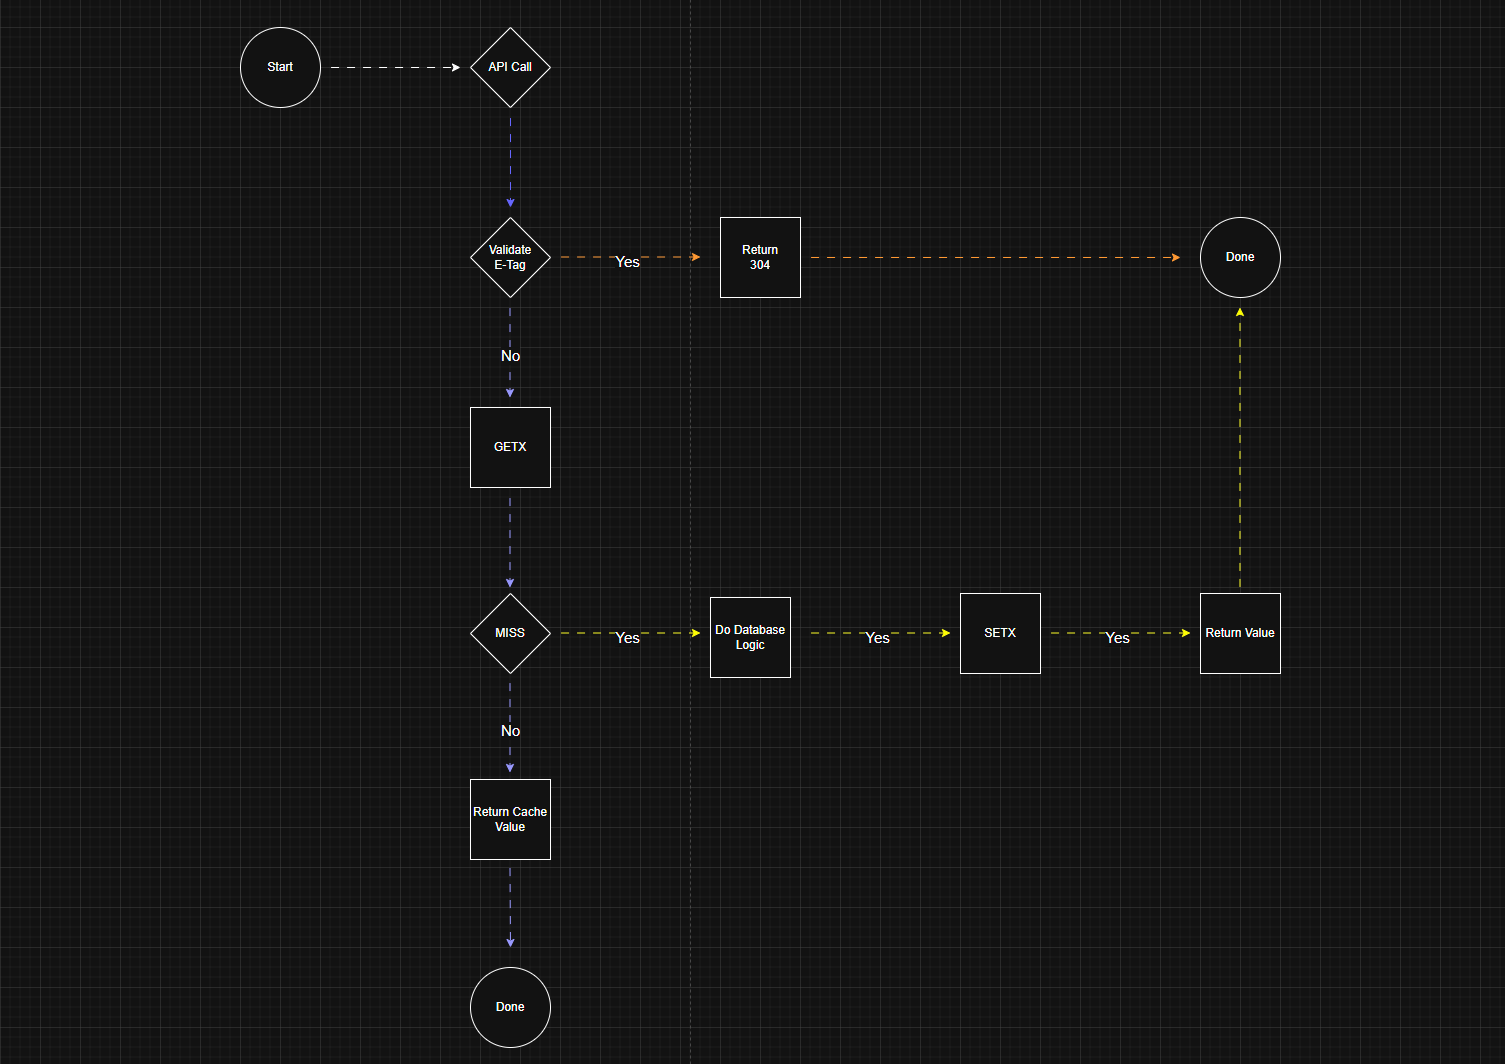 Start
API Call
Validate
E-Tag
Yes
Return
304
Done
No
GETX
MISS
Yes
Do Database
Logic
Yes
SETX
Yes
Return Value
No
Return Cache
Value
Done